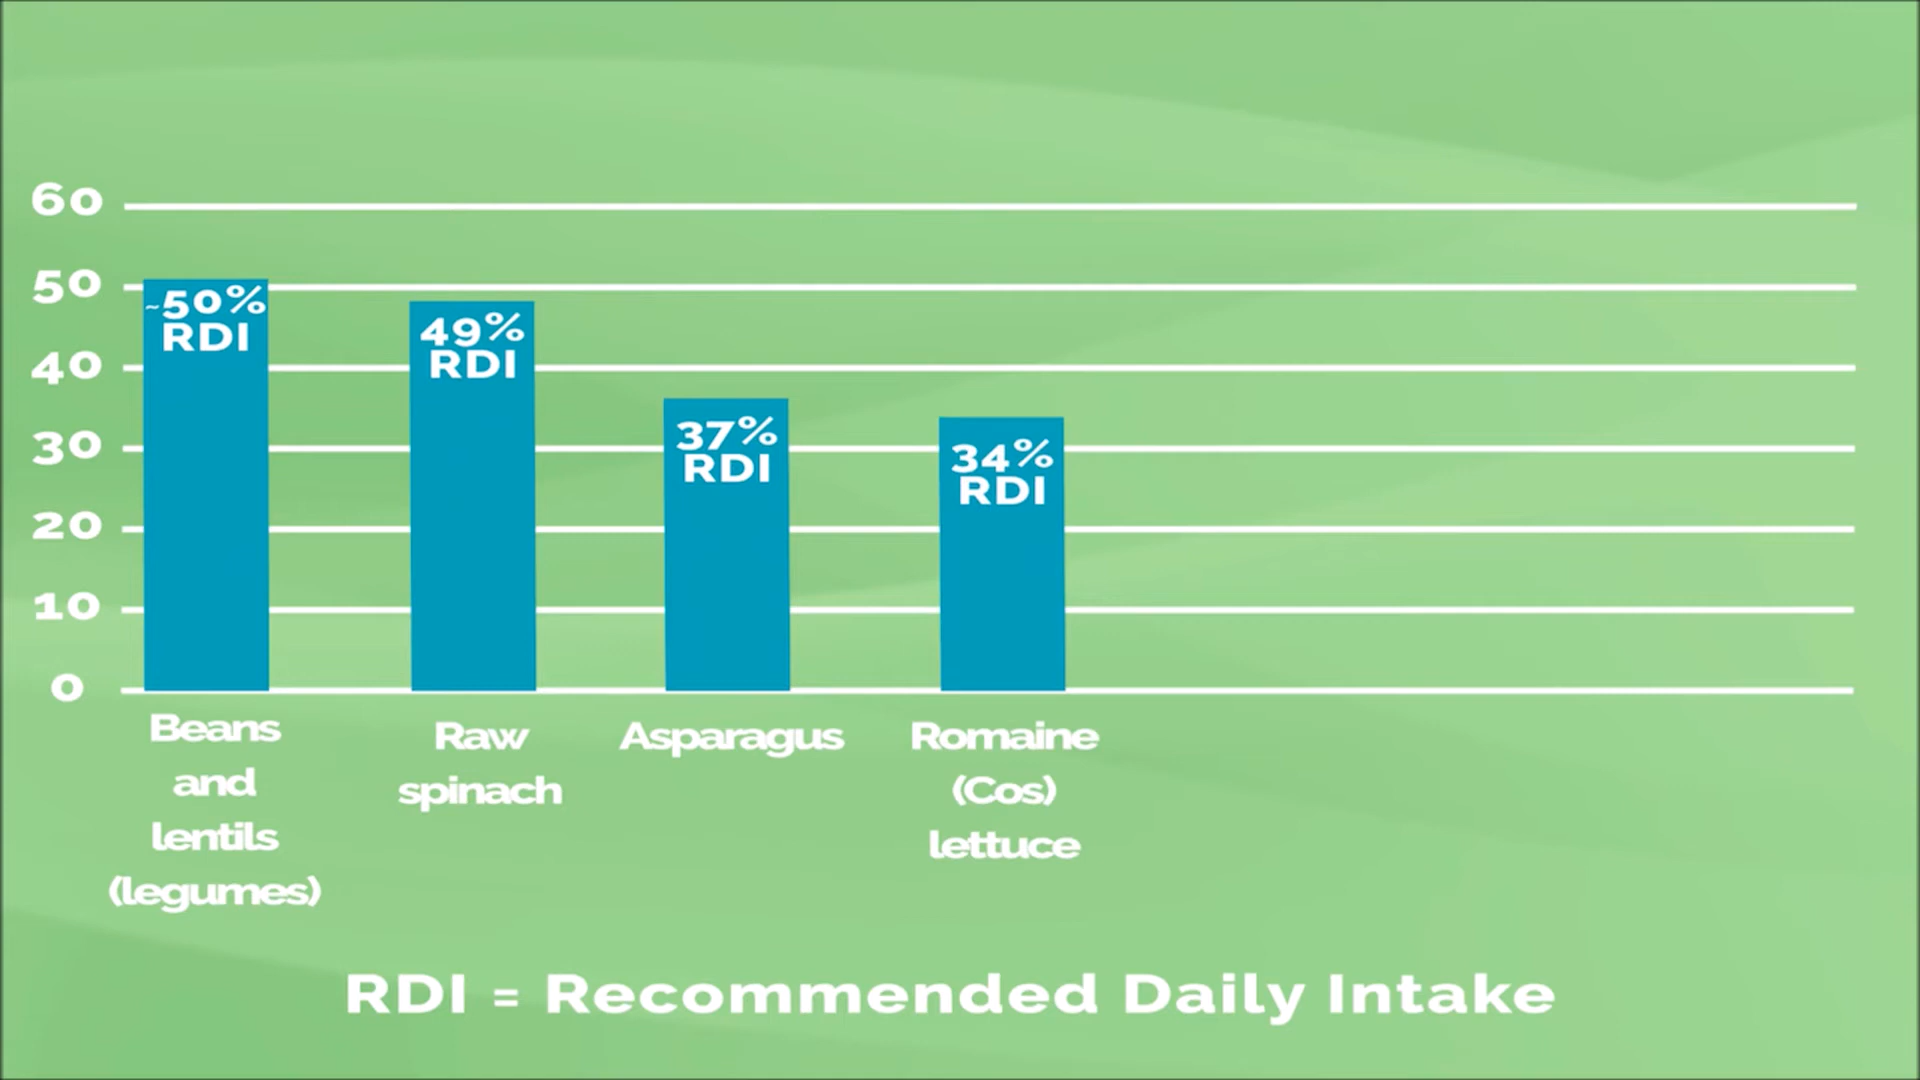 60
50
40
30
20
10
0
~50%
RDI
49%
RDI
37%
RDI
34%
RDI
Beans
and
lentils
(legumes)
Raw
spinach
Asparagus
Romaine
(Cos)
lettuce
RDI = Recommended Daily Intake